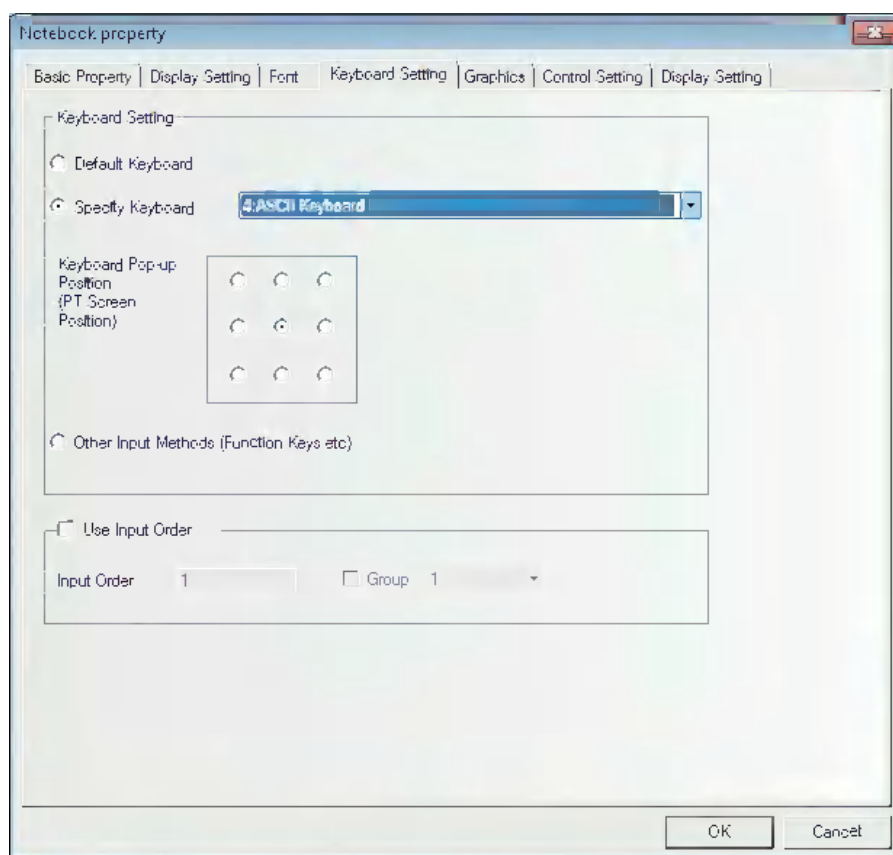 Notebook property
Basic Property Display Setting Font Keyboard Setting Graphics Control Setting Display Setting
Keyboard Setting
Default Keyboard
Specify Keyboard 4:ASCII Keyboard
Keyboard Pop-up
Position
(PT Screen
Position)
Other Input Methods (Function Keys etc)
Use Input Order
Input Order 1 Group 1
OK Cancel